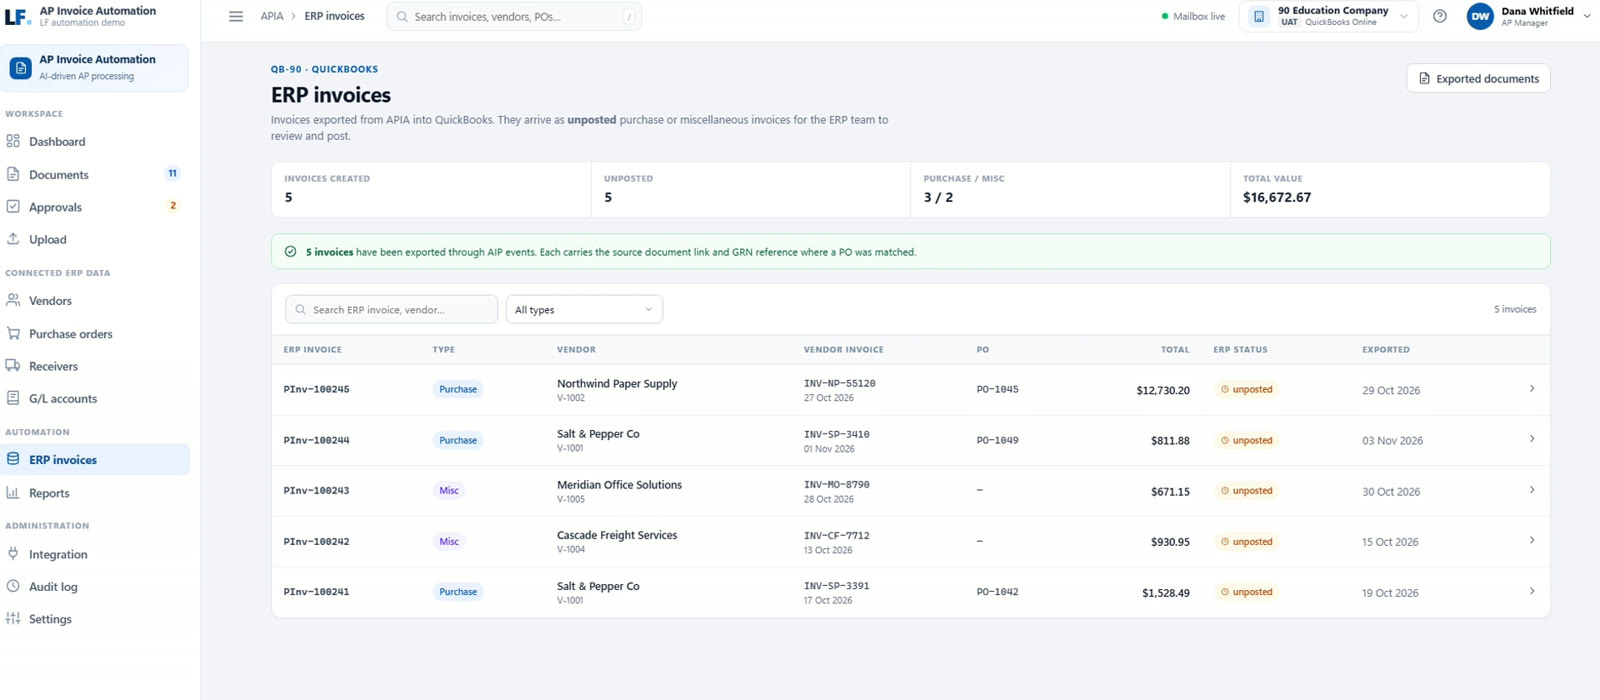 LF.
AP Invoice Automation
LF automation demo
APIA > ERP invoices
Search invoices, vendors, POs...
/
Mailbox live
90 Education Company
UAT QuickBooks Online
DW
Dana Whitfield
AP Manager
AP Invoice Automation
AI-driven AP processing
WORKSPACE
Dashboard
Documents 11
Approvals 2
Upload
CONNECTED ERP DATA
Vendors
Purchase orders
Receivers
G/L accounts
AUTOMATION
ERP invoices
Reports
ADMINISTRATION
Integration
Audit log
Settings
QB-90 · QUICKBOOKS
ERP invoices
Invoices exported from APIA into QuickBooks. They arrive as unposted purchase or miscellaneous invoices for the ERP team to
review and post.
Exported documents
INVOICES CREATED
5
UNPOSTED
5
PURCHASE / MISC
3 / 2
TOTAL VALUE
$16,672.67
5 invoices have been exported through AIP events. Each carries the source document link and GRN reference where a PO was matched.
Search ERP invoice, vendor...
All types
5 invoices
ERP INVOICE TYPE VENDOR VENDOR INVOICE PO TOTAL ERP STATUS EXPORTED
PInv-100245 Purchase Northwind Paper Supply INV-NP-55120 PO-1045 $12,730.20 unposted 29 Oct 2026
V-1002 27 Oct 2026
PInv-100244 Purchase Salt & Pepper Co INV-SP-3410 PO-1049 $811.88 unposted 03 Nov 2026
V-1001 01 Nov 2026
PInv-100243 Misc Meridian Office Solutions INV-MO-8790 – $671.15 unposted 30 Oct 2026
V-1005 28 Oct 2026
PInv-100242 Misc Cascade Freight Services INV-CF-7712 – $930.95 unposted 15 Oct 2026
V-1004 13 Oct 2026
PInv-100241 Purchase Salt & Pepper Co INV-SP-3391 PO-1042 $1,528.49 unposted 19 Oct 2026
V-1001 17 Oct 2026